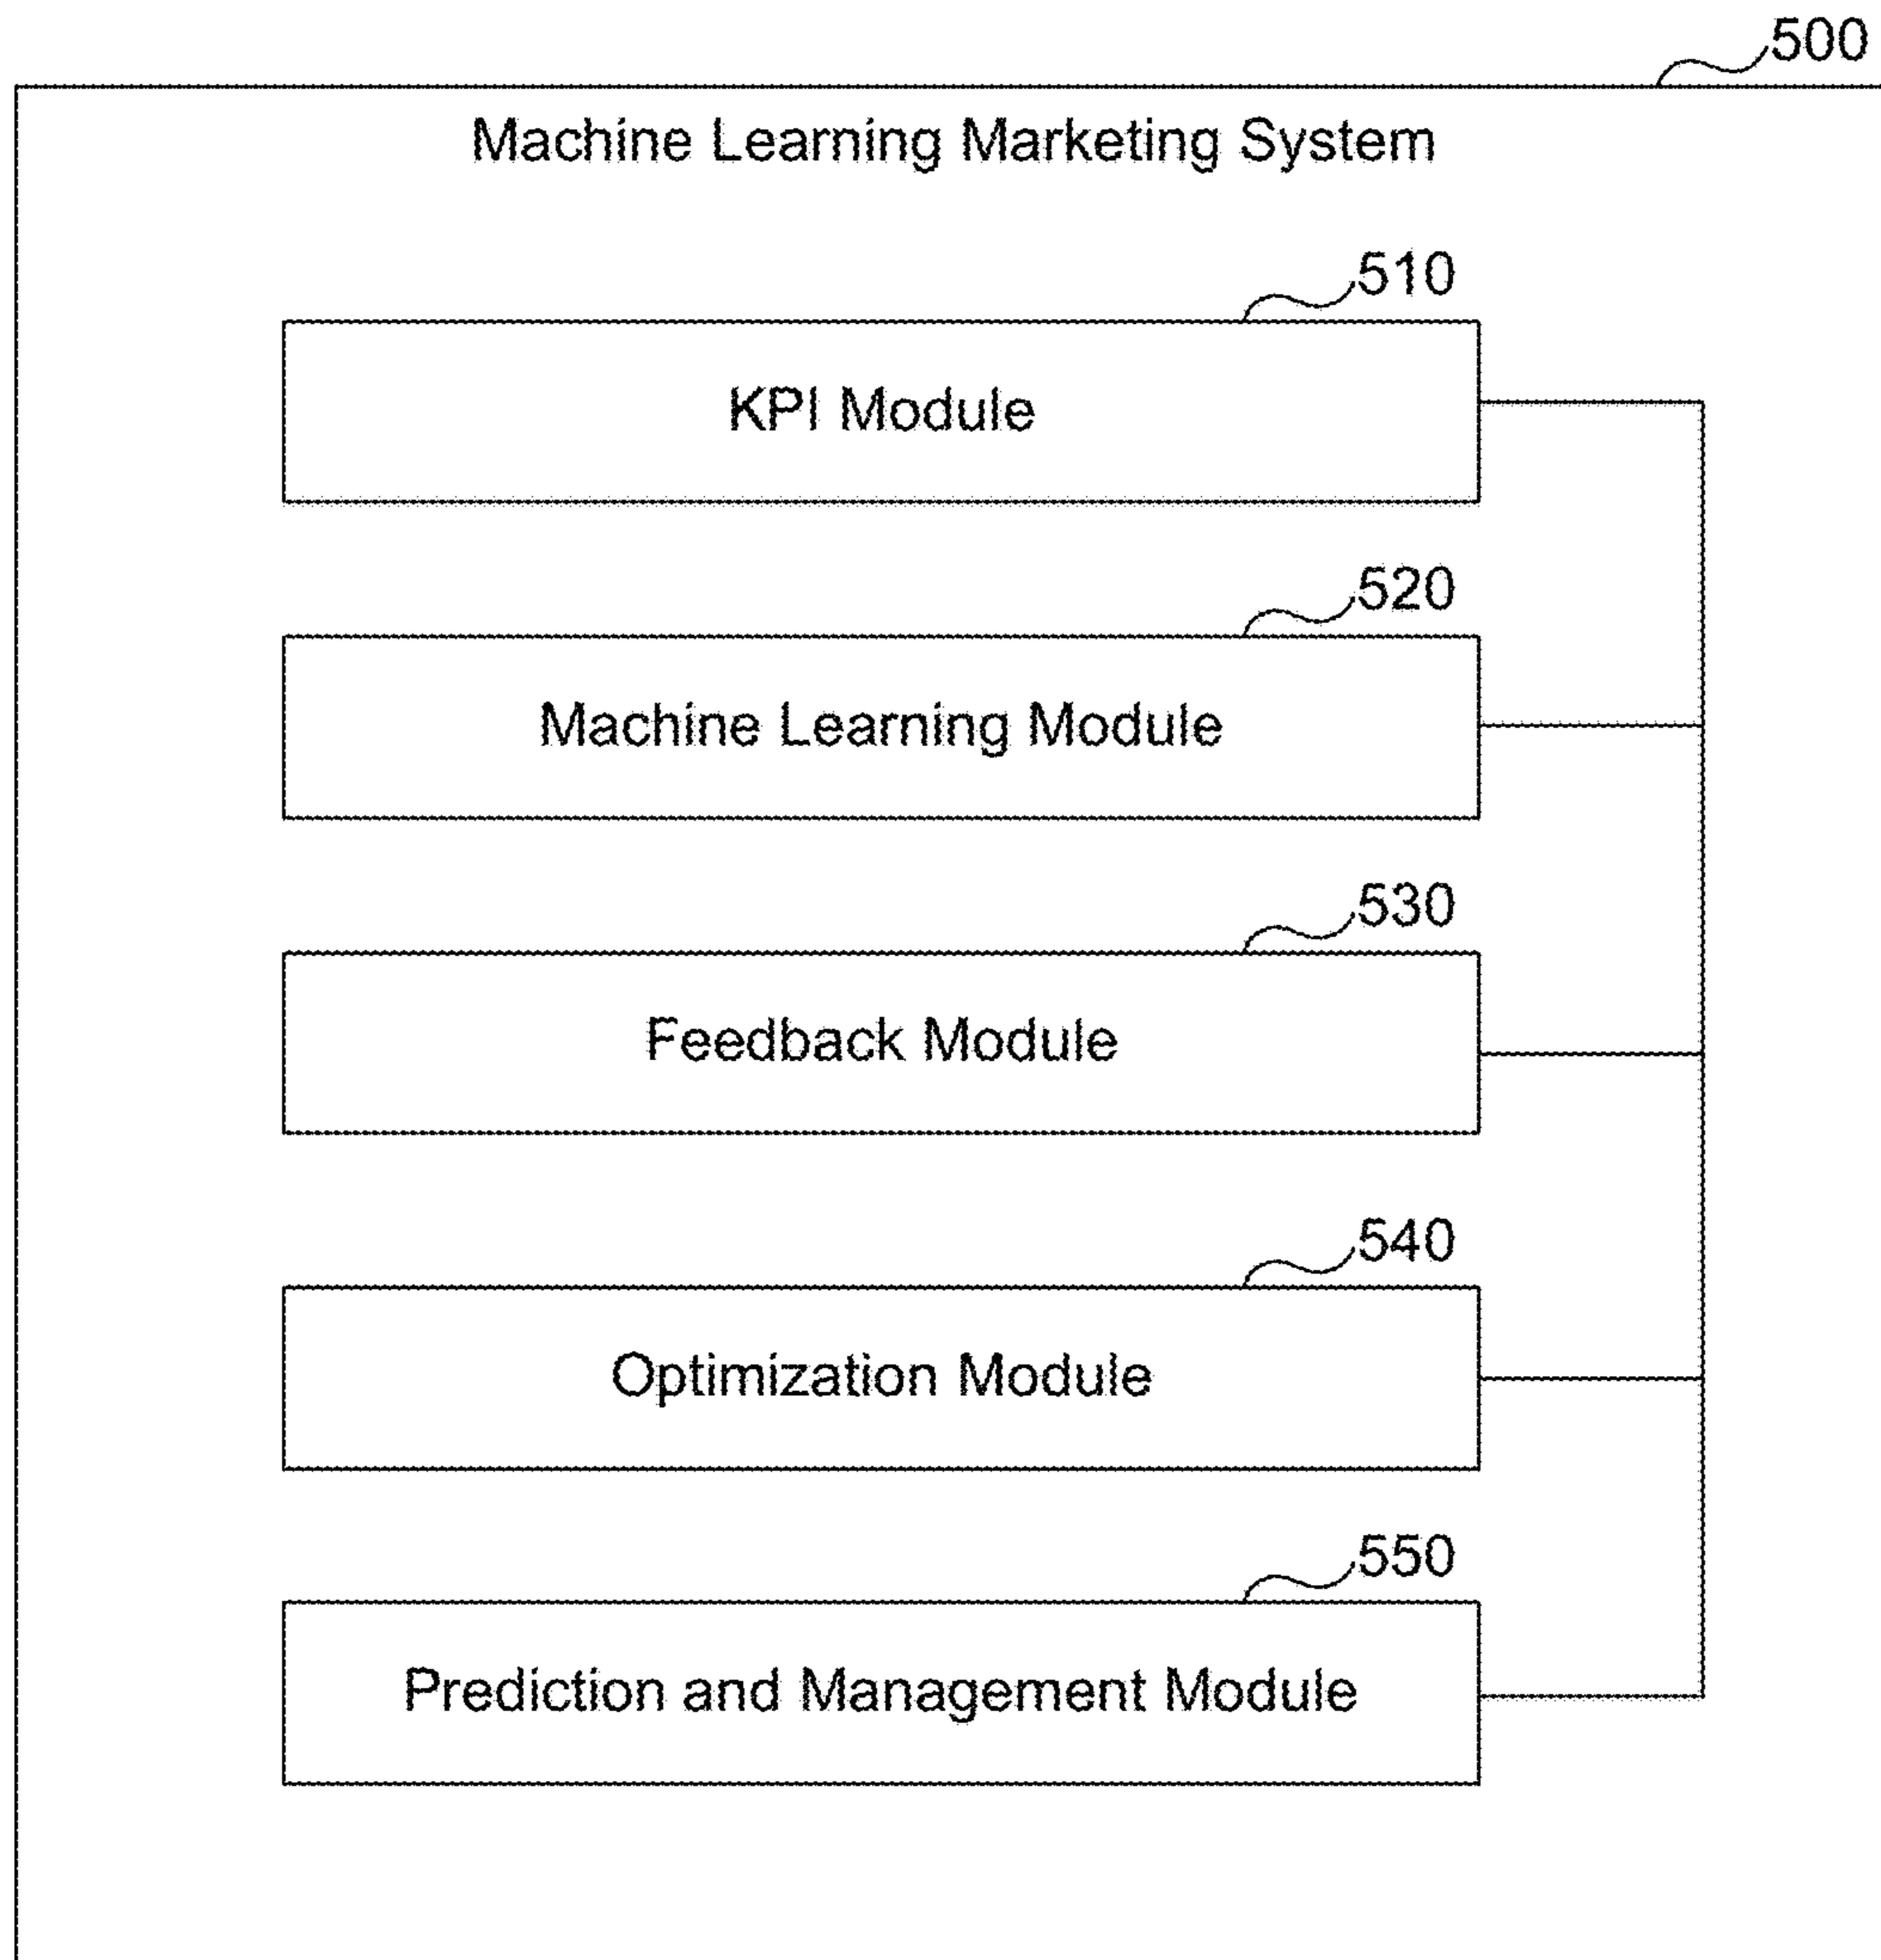 500
Machine Learning Marketing System
510
KPI Module
520
Machine Learning Module
530
Feedback Module
540
Optimization Module
550
Prediction and Management Module